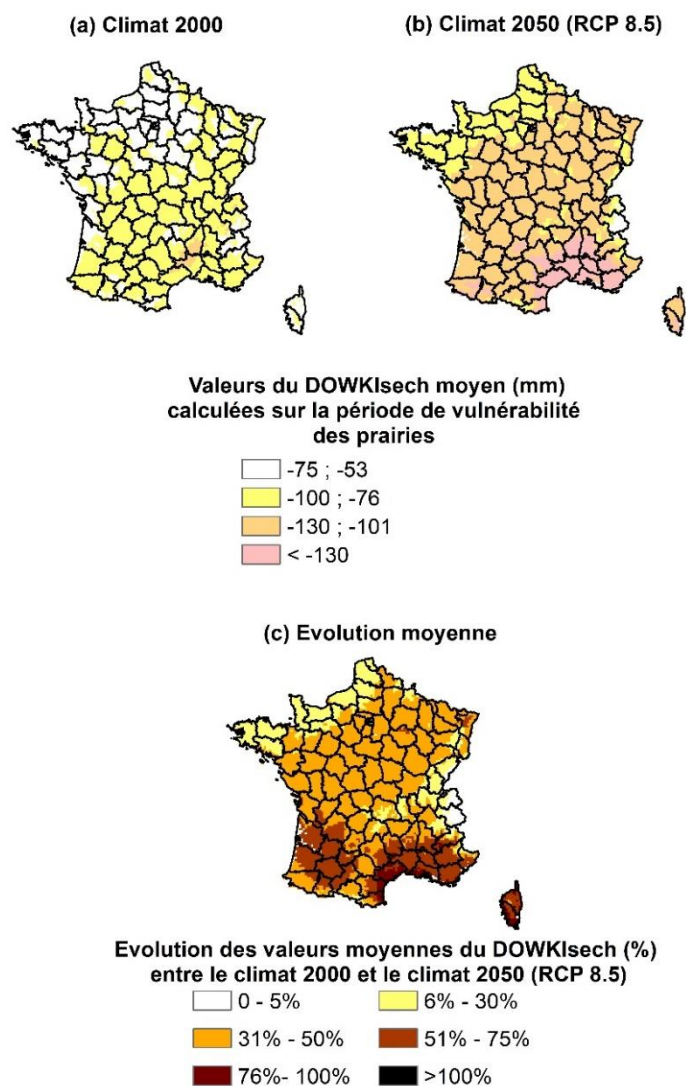 (a) Climat 2000
(b) Climat 2050 (RCP 8.5)
Valeurs du DOWKIsech moyen (mm)
calculées sur la période de vulnérabilité
des prairies
-75 ; -53
-100 ; -76
-130 ; -101
< -130
(c) Evolution moyenne
Evolution des valeurs moyennes du DOWKIsech (%)
entre le climat 2000 et le climat 2050 (RCP 8.5)
0 - 5%
6% - 30%
31% - 50%
51% - 75%
76%- 100%
>100%